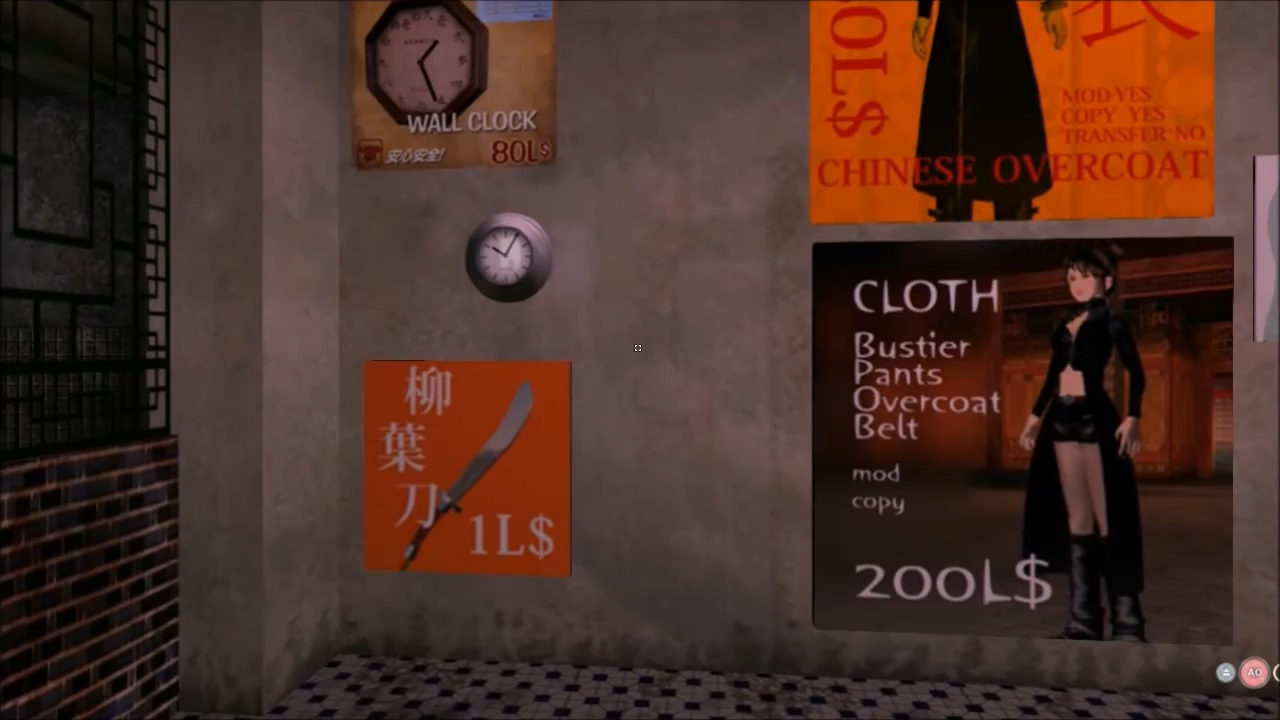 WALL CLOCK
安心安全!
80L$
柳
葉
刀
1L$
0L$
衣
MOD YES
COPY YES
TRANSFER NO
CHINESE OVERCOAT
CLOTH
Bustier
Pants
Overcoat
Belt
mod
copy
200L$
AO